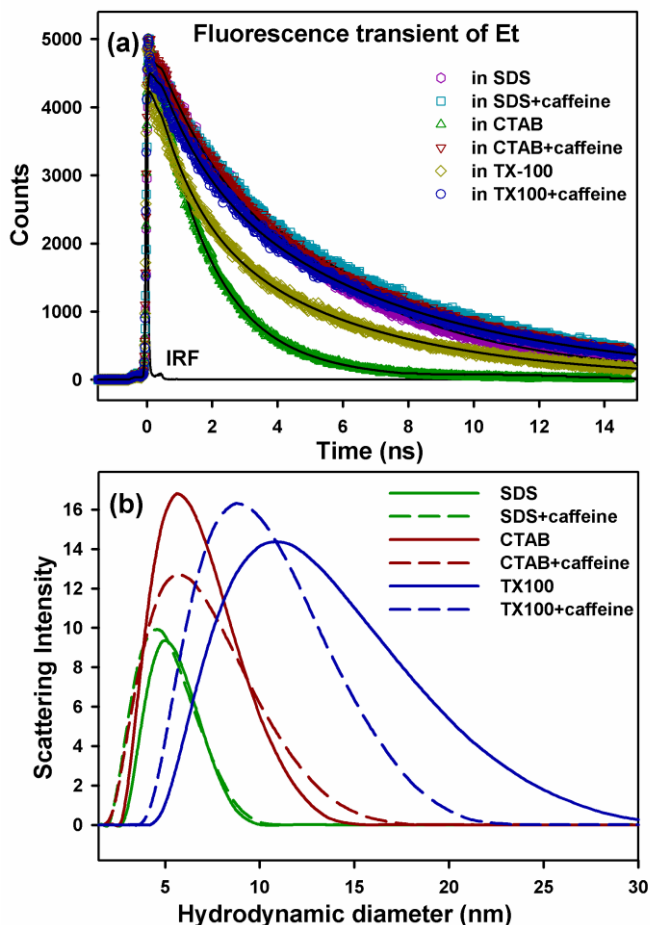 (a)
Fluorescence transient of Et
in SDS
in SDS+caffeine
in CTAB
in CTAB+caffeine
in TX-100
in TX100+caffeine
5000
4000
3000
2000
1000
0
Counts
IRF
0 2 4 6 8 10 12 14
Time (ns)
(b)
SDS
SDS+caffeine
CTAB
CTAB+caffeine
TX100
TX100+caffeine
16
14
12
10
8
6
4
2
0
Scattering Intensity
5 10 15 20 25 30
Hydrodynamic diameter (nm)